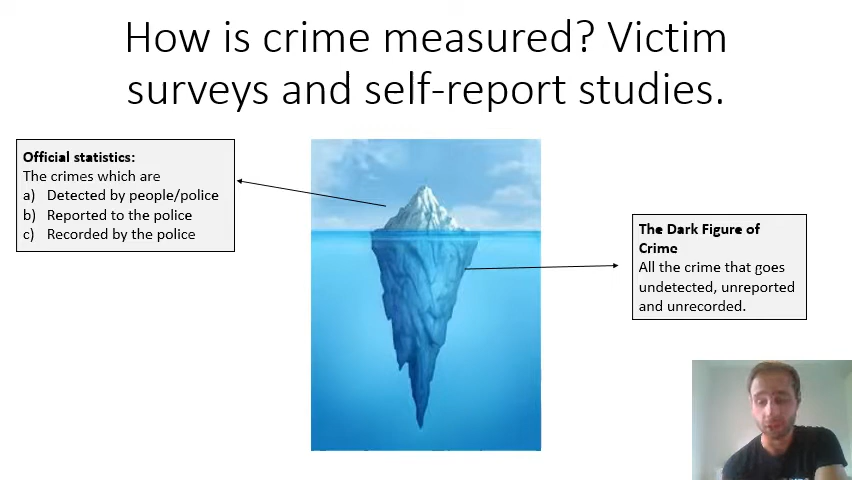 How is crime measured? Victim
surveys and self-report studies.
Official statistics:
The crimes which are
a) Detected by people/police
b) Reported to the police
c) Recorded by the police
The Dark Figure of
Crime
All the crime that goes
undetected, unreported
and unrecorded.